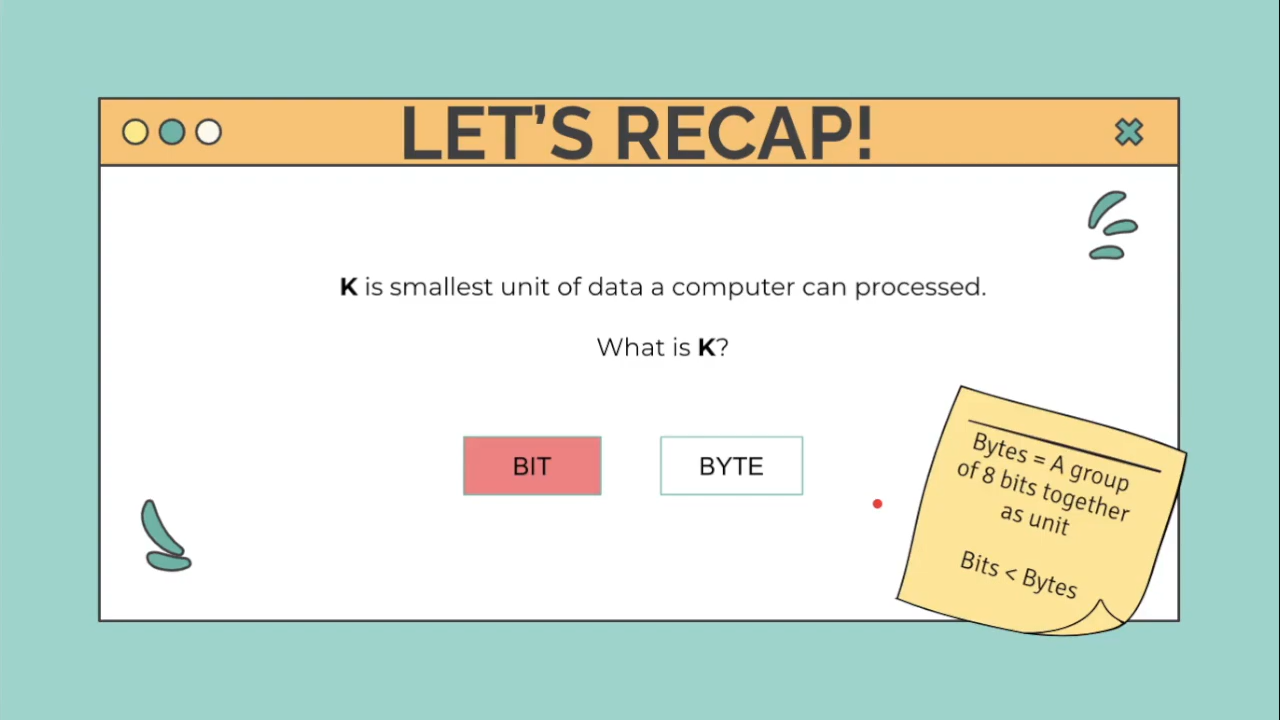 LET'S RECAP!
K is smallest unit of data a computer can processed.
What is K?
BIT
BYTE
Bytes = A group
of 8 bits together
as unit
Bits < Bytes